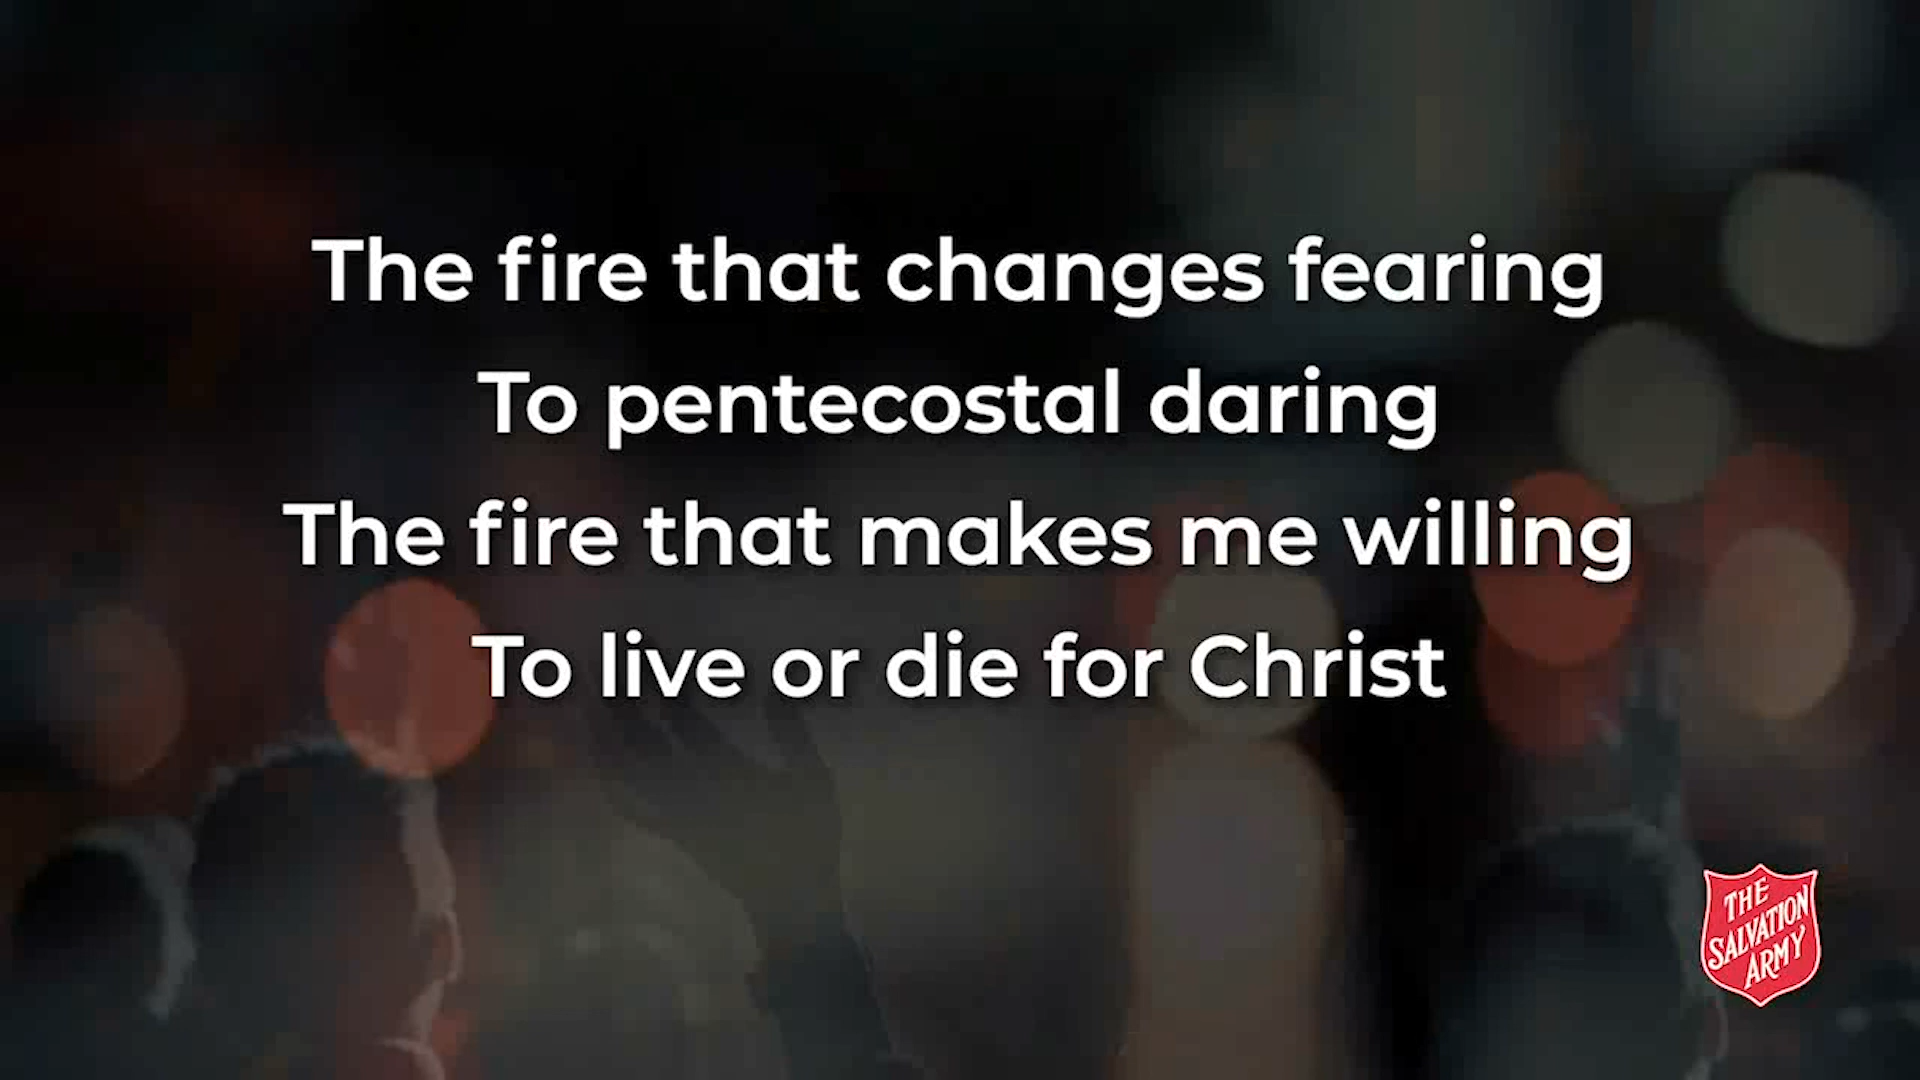 The fire that changes fearing
To pentecostal daring
The fire that makes me willing
To live or die for Christ
THE
SALVATION
ARMY